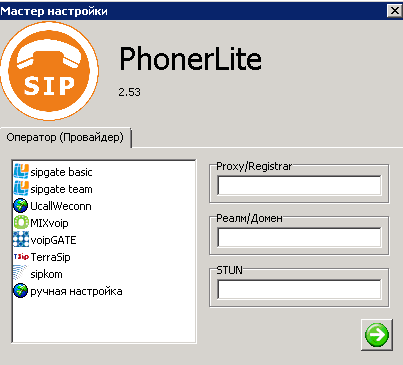 Мастер настройки
SIP
PhonerLite
2.53
Оператор (Провайдер)
sipgate basic
sipgate team
UcallWeconn
MIXvoip
voipGATE
TSip TerraSip
sipkom
ручная настройка
Proxy/Registrar
Реалм/Домен
STUN